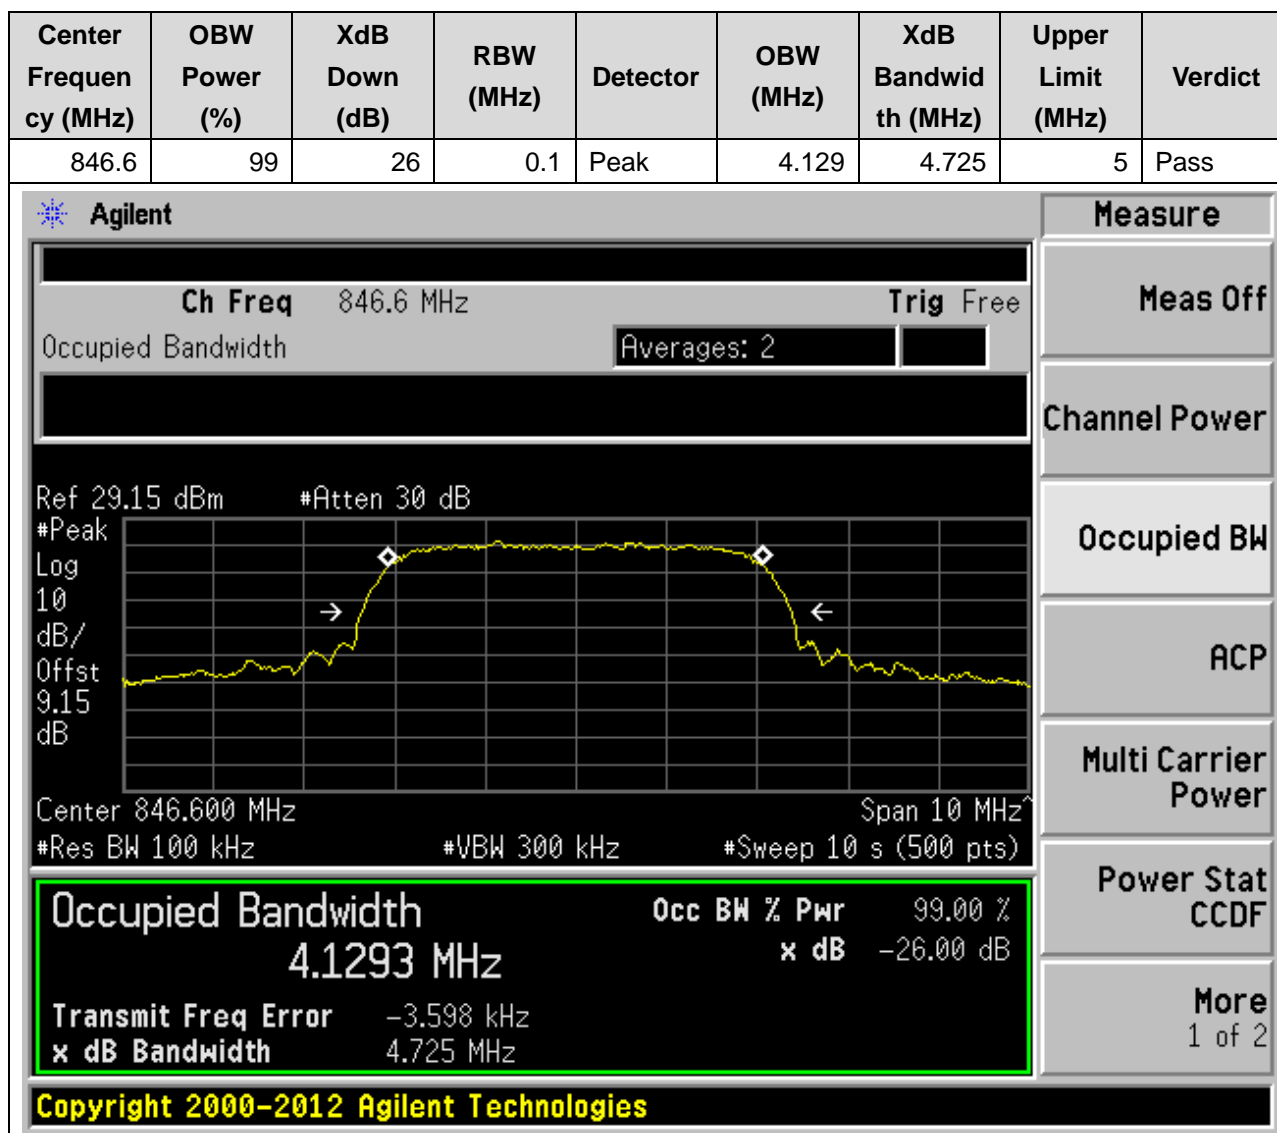 Center Frequen cy (MHz) OBW Power (%) XdB Down (dB) RBW (MHz) Detector OBW (MHz) XdB Bandwid th (MHz) Upper Limit (MHz) Verdict
846.6 99 26 0.1 Peak 4.129 4.725 5 Pass
Agilent
Ch Freq 846.6 MHz Trig Free
Occupied Bandwidth Averages: 2
Ref 29.15 dBm #Atten 30 dB
#Peak
Log
10
dB/
Offst
9.15
dB
Center 846.600 MHz Span 10 MHz^
#Res BW 100 kHz #VBW 300 kHz #Sweep 10 s (500 pts)
Occupied Bandwidth Occ BW % Pwr 99.00 %
4.1293 MHz x dB -26.00 dB
Transmit Freq Error -3.598 kHz
x dB Bandwidth 4.725 MHz
Copyright 2000-2012 Agilent Technologies
Measure
Meas Off
Channel Power
Occupied BW
ACP
Multi Carrier
Power
Power Stat
CCDF
More
1 of 2